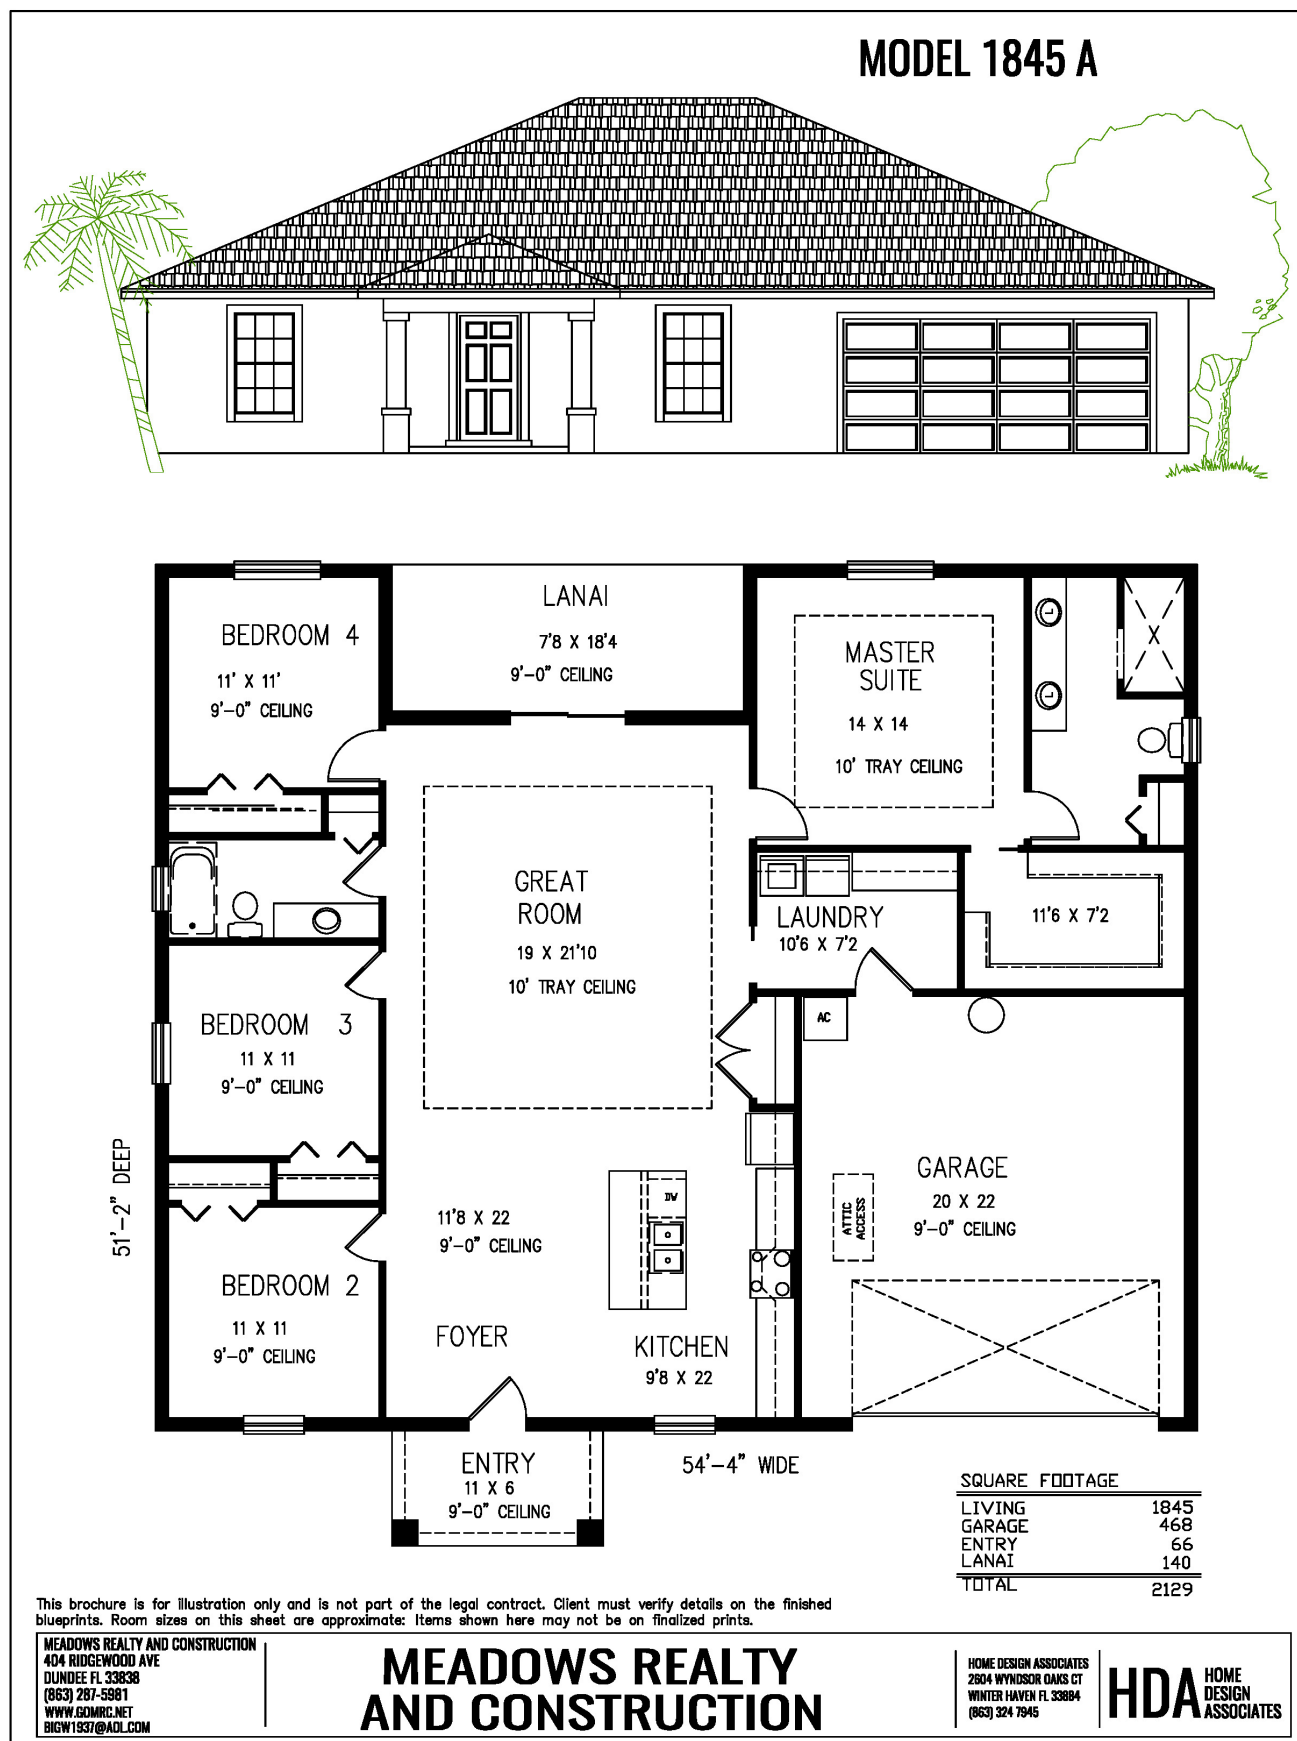 MODEL 1845 A
LANAI
7'8 X 18'4
9'-0" CEILING
BEDROOM 4
11' X 11'
9'-0" CEILING
MASTER
SUITE
14 X 14
10' TRAY CEILING
L
L
X
GREAT
ROOM
19 X 21'10
10' TRAY CEILING
LAUNDRY
10'6 X 7'2
11'6 X 7'2
BEDROOM 3
11 X 11
9'-0" CEILING
AC
51'-2" DEEP
GARAGE
20 X 22
9'-0" CEILING
ATTIC
ACCESS
DW
11'8 X 22
9'-0" CEILING
BEDROOM 2
11 X 11
9'-0" CEILING
FOYER
KITCHEN
9'8 X 22
ENTRY
11 X 6
9'-0" CEILING
54'-4" WIDE
SQUARE FOOTAGE
LIVING 1845
GARAGE 468
ENTRY 66
LANAI 140
TOTAL 2129
This brochure is for illustration only and is not part of the legal contract. Client must verify details on the finished
blueprints. Room sizes on this sheet are approximate: Items shown here may not be on finalized prints.
MEADOWS REALTY AND CONSTRUCTION
404 RIDGEWOOD AVE
DUNDEE FL 33838
(863) 287-5981
WWW.GOMRC.NET
BIGW1937@AOL.COM
MEADOWS REALTY
AND CONSTRUCTION
HOME DESIGN ASSOCIATES
2604 WYNDSOR OAKS CT
WINTER HAVEN FL 33884
(863) 324 7945
HDA
HOME
DESIGN
ASSOCIATES